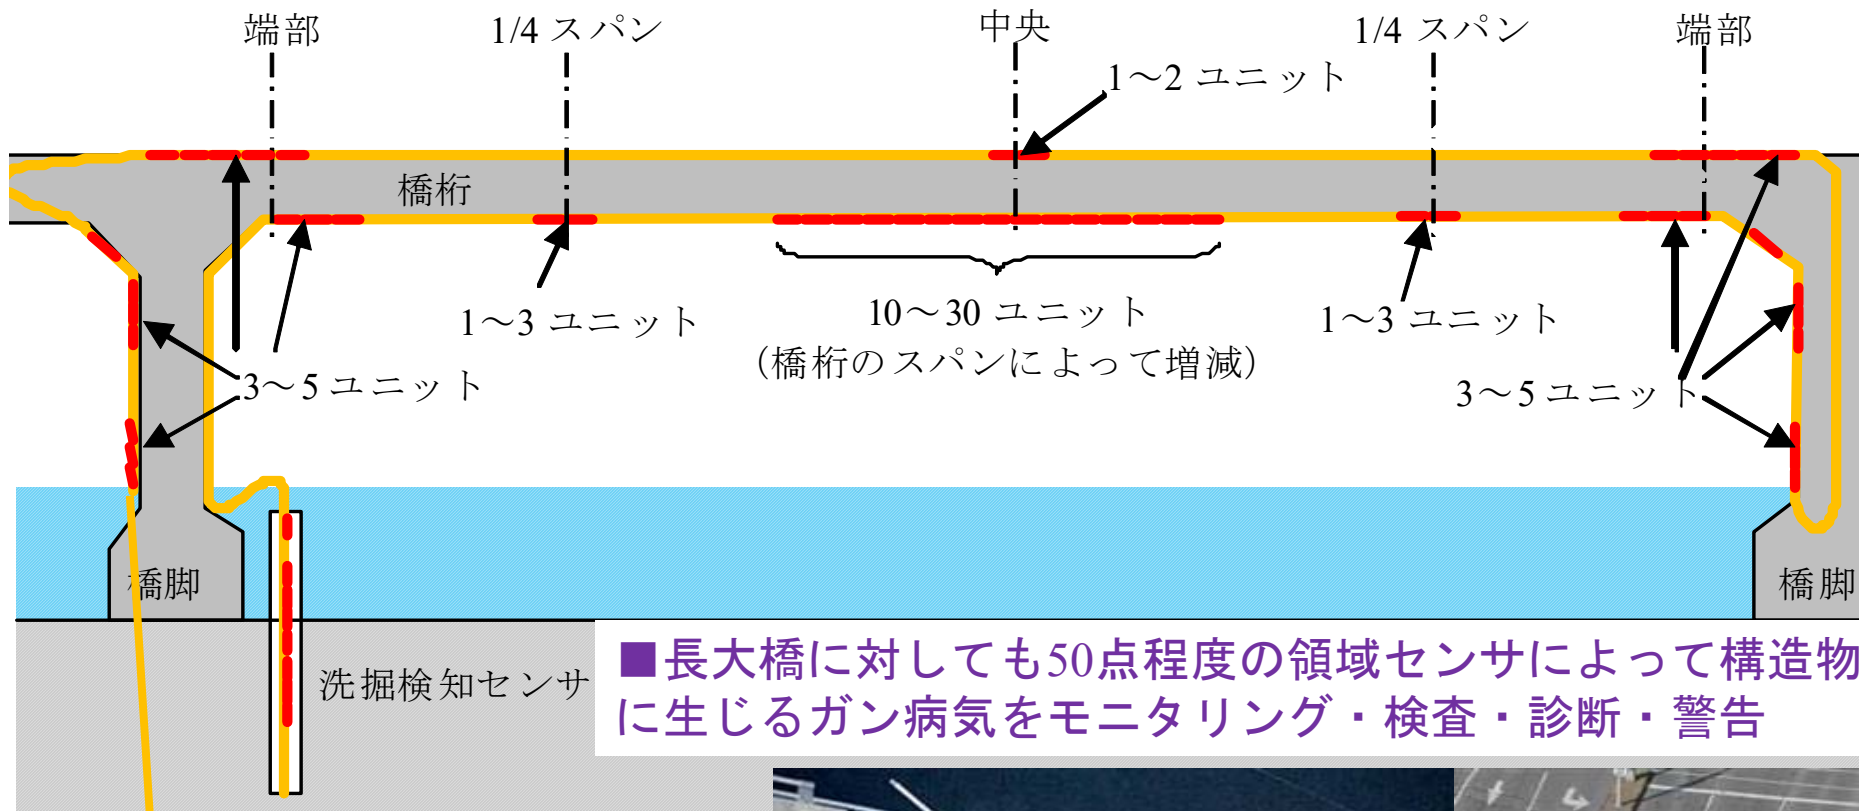 端部
1/4 スパン
中央
1/4 スパン
端部
1～2 ユニット
橋桁
1～3 ユニット
10～30 ユニット
（橋桁のスパンによって増減）
1～3 ユニット
3～5 ユニット
3～5 ユニット
橋脚
橋脚
洗掘検知センサ
■長大橋に対しても50点程度の領域センサによって構造物
に生じるガン病気をモニタリング・検査・診断・警告